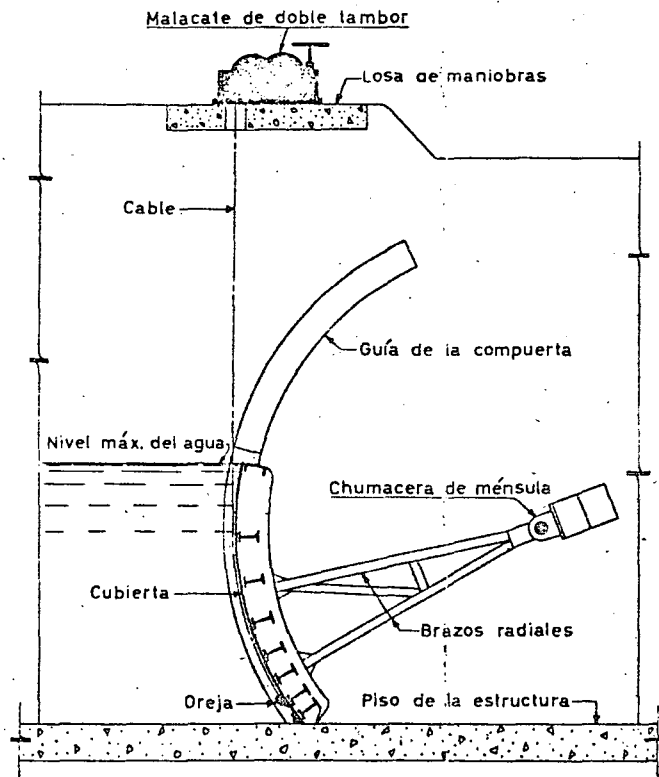 Malacate de doble tambor
Losa de maniobras
Cable
Guía de la compuerta
Nivel máx. del agua
Chumacera de ménsula
Cubierta
Brazos radiales
Oreja
Piso de la estructura